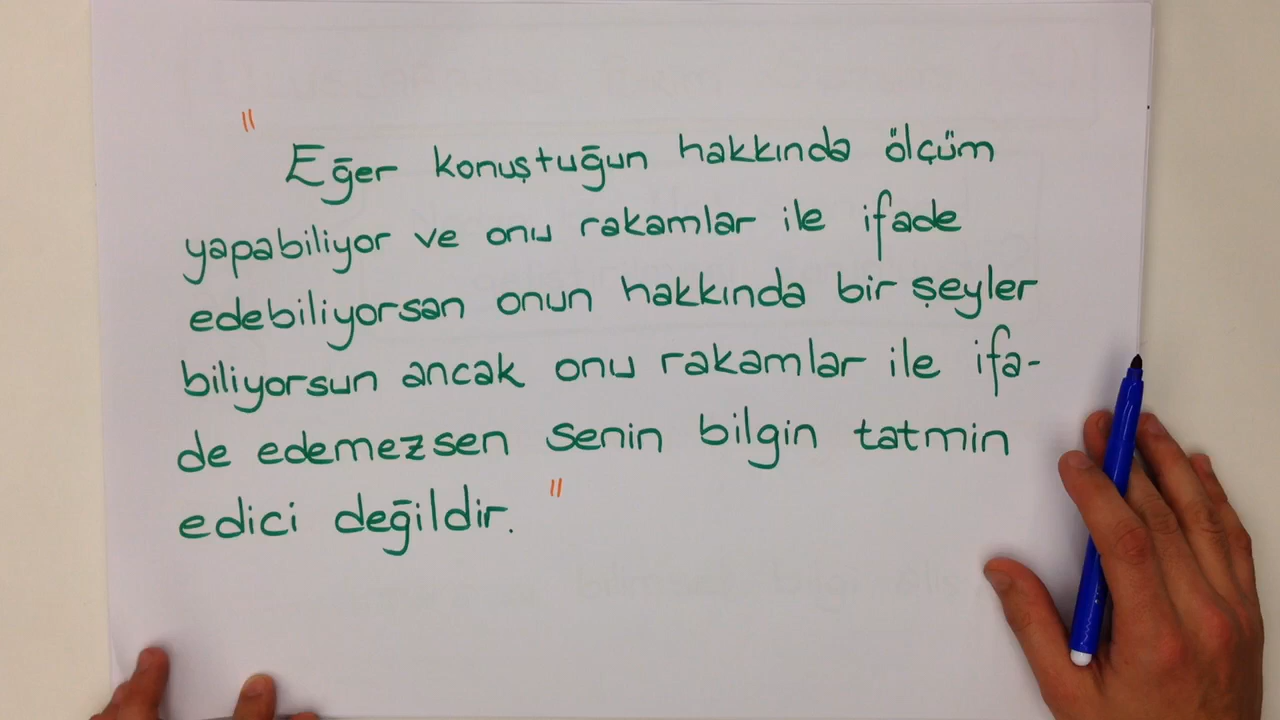 "
Eğer konuştuğun hakkında ölçüm
yapabiliyor ve onu rakamlar ile ifade
edebiliyorsan onun hakkında bir şeyler
biliyorsun ancak onu rakamlar ile ifa-
de edemezsen senin bilgin tatmin
edici değildir. "